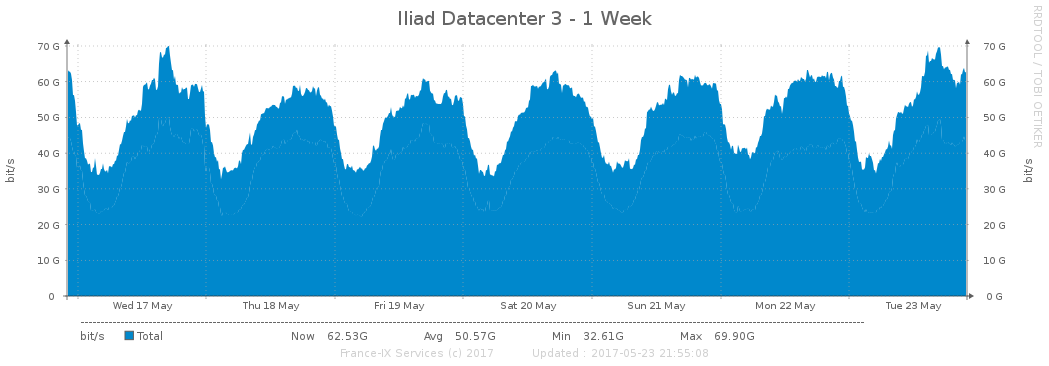 Iliad Datacenter 3 - 1 Week
RRDTOOL / TOBI OETIKER
bit/s
bit/s
70 G 70 G
60 G 60 G
50 G 50 G
40 G 40 G
30 G 30 G
20 G 20 G
10 G 10 G
0 0 G
Wed 17 May Thu 18 May Fri 19 May Sat 20 May Sun 21 May Mon 22 May Tue 23 May
bit/s Total Now 62.53G Avg 50.57G Min 32.61G Max 69.90G
France-IX Services (c) 2017 Updated : 2017-05-23 21:55:08